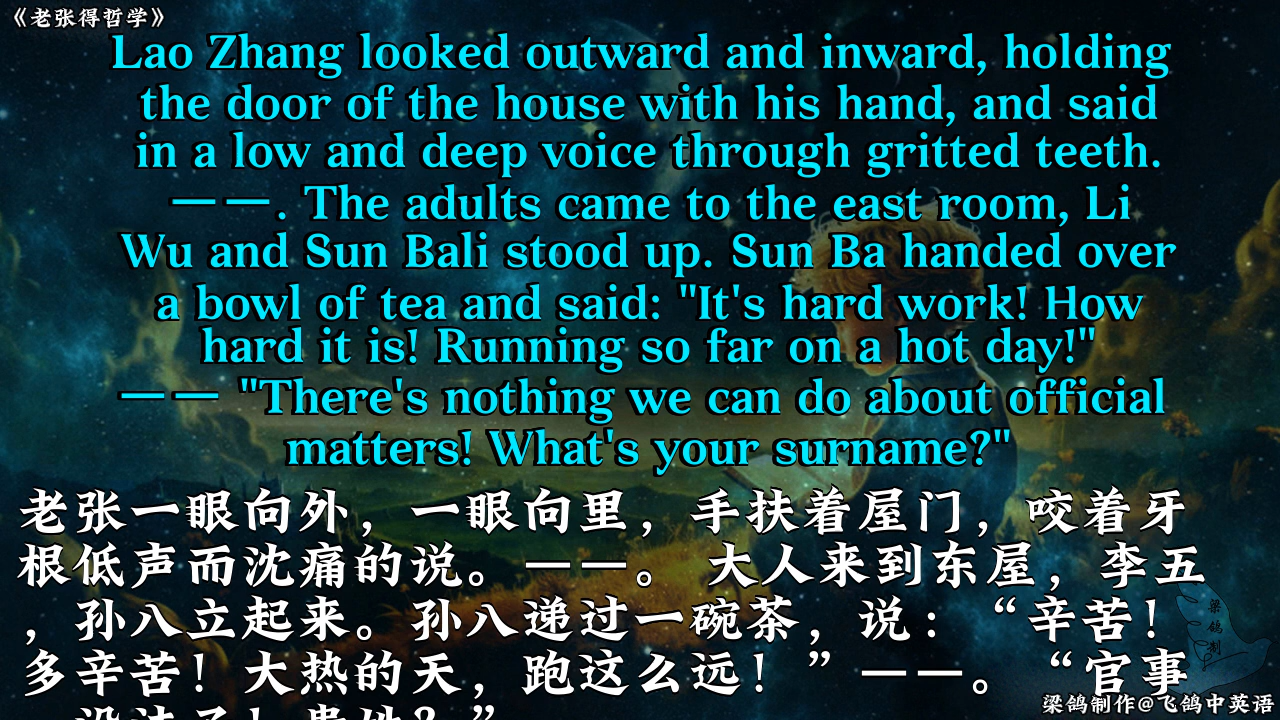 《老张得哲学》
Lao Zhang looked outward and inward, holding
the door of the house with his hand, and said
in a low and deep voice through gritted teeth.
——. The adults came to the east room, Li
Wu and Sun Bali stood up. Sun Ba handed over
a bowl of tea and said: "It's hard work! How
hard it is! Running so far on a hot day!"
—— "There's nothing we can do about official
matters! What's your surname?"
老张一眼向外，一眼向里，手扶着屋门，咬着牙
根低声而沈痛的说。——。 大人来到东屋，李五
，孙八立起来。孙八递过一碗茶，说：“辛苦！
多辛苦！大热的天，跑这么远！”——。 “官事
梁鸽制
梁鸽制作@飞鸽中英语